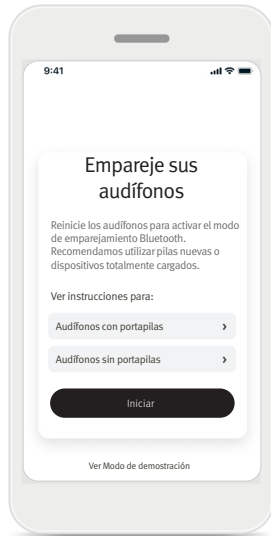 9:41
Empareje sus
audífonos
Reinicie los audífonos para activar el modo
de emparejamiento Bluetooth.
Recomendamos utilizar pilas nuevas o
dispositivos totalmente cargados.
Ver instrucciones para:
Audífonos con portapilas
Audífonos sin portapilas
Iniciar
Ver Modo de demostración